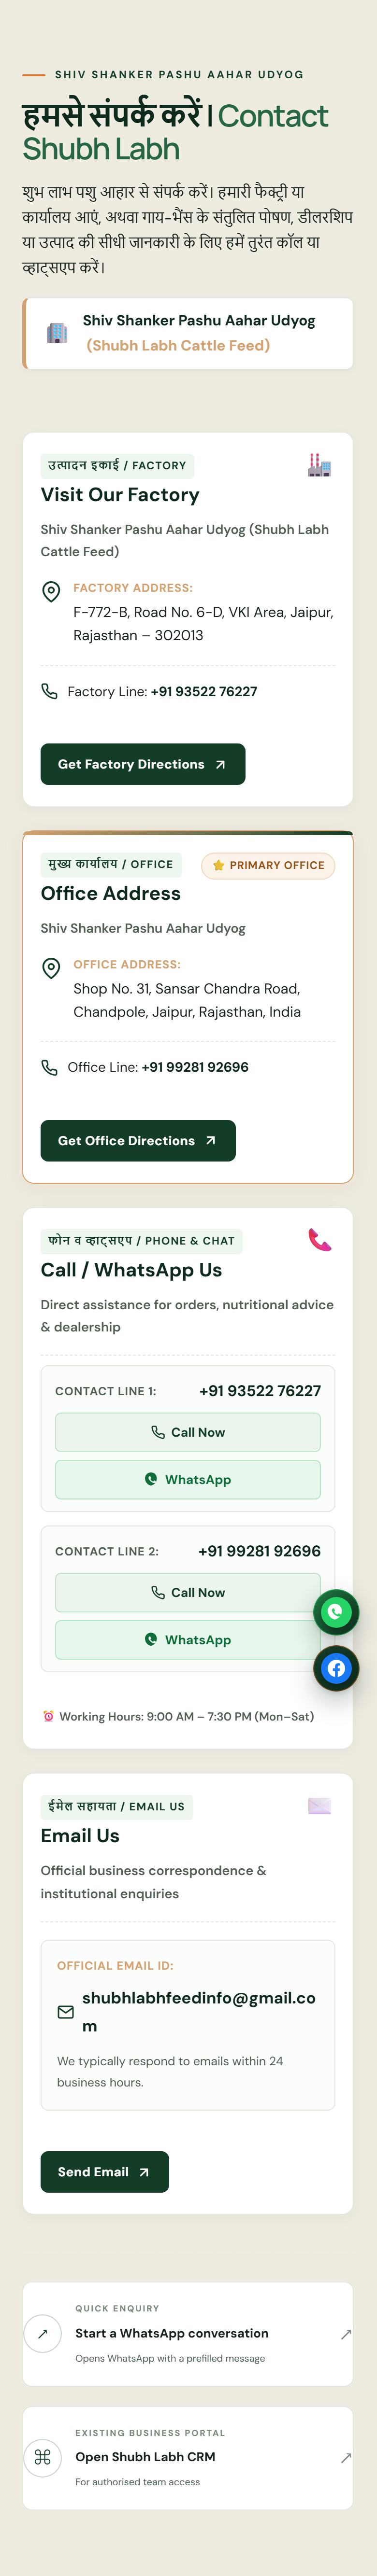 SHIV SHANKER PASHU AAHAR UDYOG
हमसे संपर्क करें। Contact
Shubh Labh
शुभ लाभ पशु आहार से संपर्क करें। हमारी फैक्ट्री या
कार्यालय आएं, अथवा गाय-भैंस के संतुलित पोषण, डीलरशिप
या उत्पाद की सीधी जानकारी के लिए हमें तुरंत कॉल या
व्हाट्सएप करें।
Shiv Shanker Pashu Aahar Udyog
(Shubh Labh Cattle Feed)
उत्पादन इकाई / FACTORY
Visit Our Factory
Shiv Shanker Pashu Aahar Udyog (Shubh Labh
Cattle Feed)
FACTORY ADDRESS:
F-772-B, Road No. 6-D, VKI Area, Jaipur,
Rajasthan – 302013
Factory Line: +91 93522 76227
Get Factory Directions
मुख्य कार्यालय / OFFICE
PRIMARY OFFICE
Office Address
Shiv Shanker Pashu Aahar Udyog
OFFICE ADDRESS:
Shop No. 31, Sansar Chandra Road,
Chandpole, Jaipur, Rajasthan, India
Office Line: +91 99281 92696
Get Office Directions
फोन व व्हाट्सएप / PHONE & CHAT
Call / WhatsApp Us
Direct assistance for orders, nutritional advice
& dealership
CONTACT LINE 1: +91 93522 76227
Call Now
WhatsApp
CONTACT LINE 2: +91 99281 92696
Call Now
WhatsApp
Working Hours: 9:00 AM – 7:30 PM (Mon–Sat)
ईमेल सहायता / EMAIL US
Email Us
Official business correspondence &
institutional enquiries
OFFICIAL EMAIL ID:
shubhlabhfeedinfo@gmail.co
m
We typically respond to emails within 24
business hours.
Send Email
QUICK ENQUIRY
Start a WhatsApp conversation
Opens WhatsApp with a prefilled message
EXISTING BUSINESS PORTAL
Open Shubh Labh CRM
For authorised team access